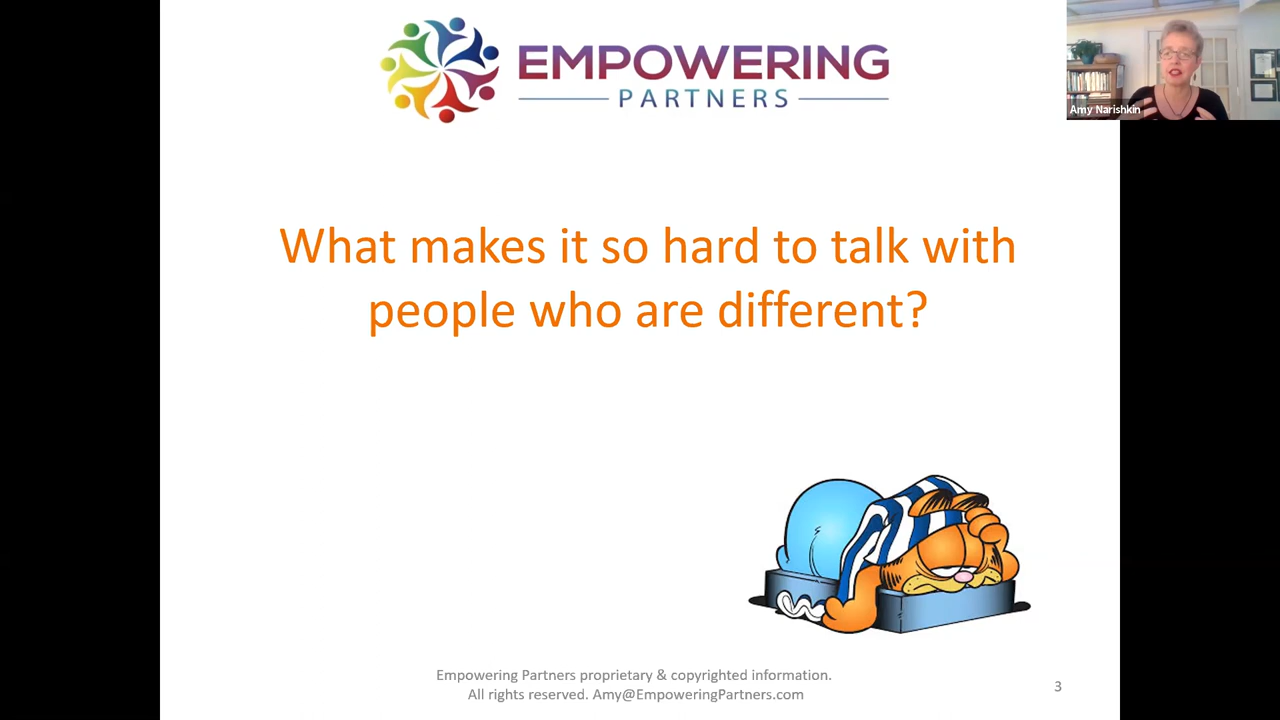 EMPOWERING
PARTNERS
Amy Narishkin
What makes it so hard to talk with
people who are different?
Empowering Partners proprietary & copyrighted information.
All rights reserved. Amy@EmpoweringPartners.com
3